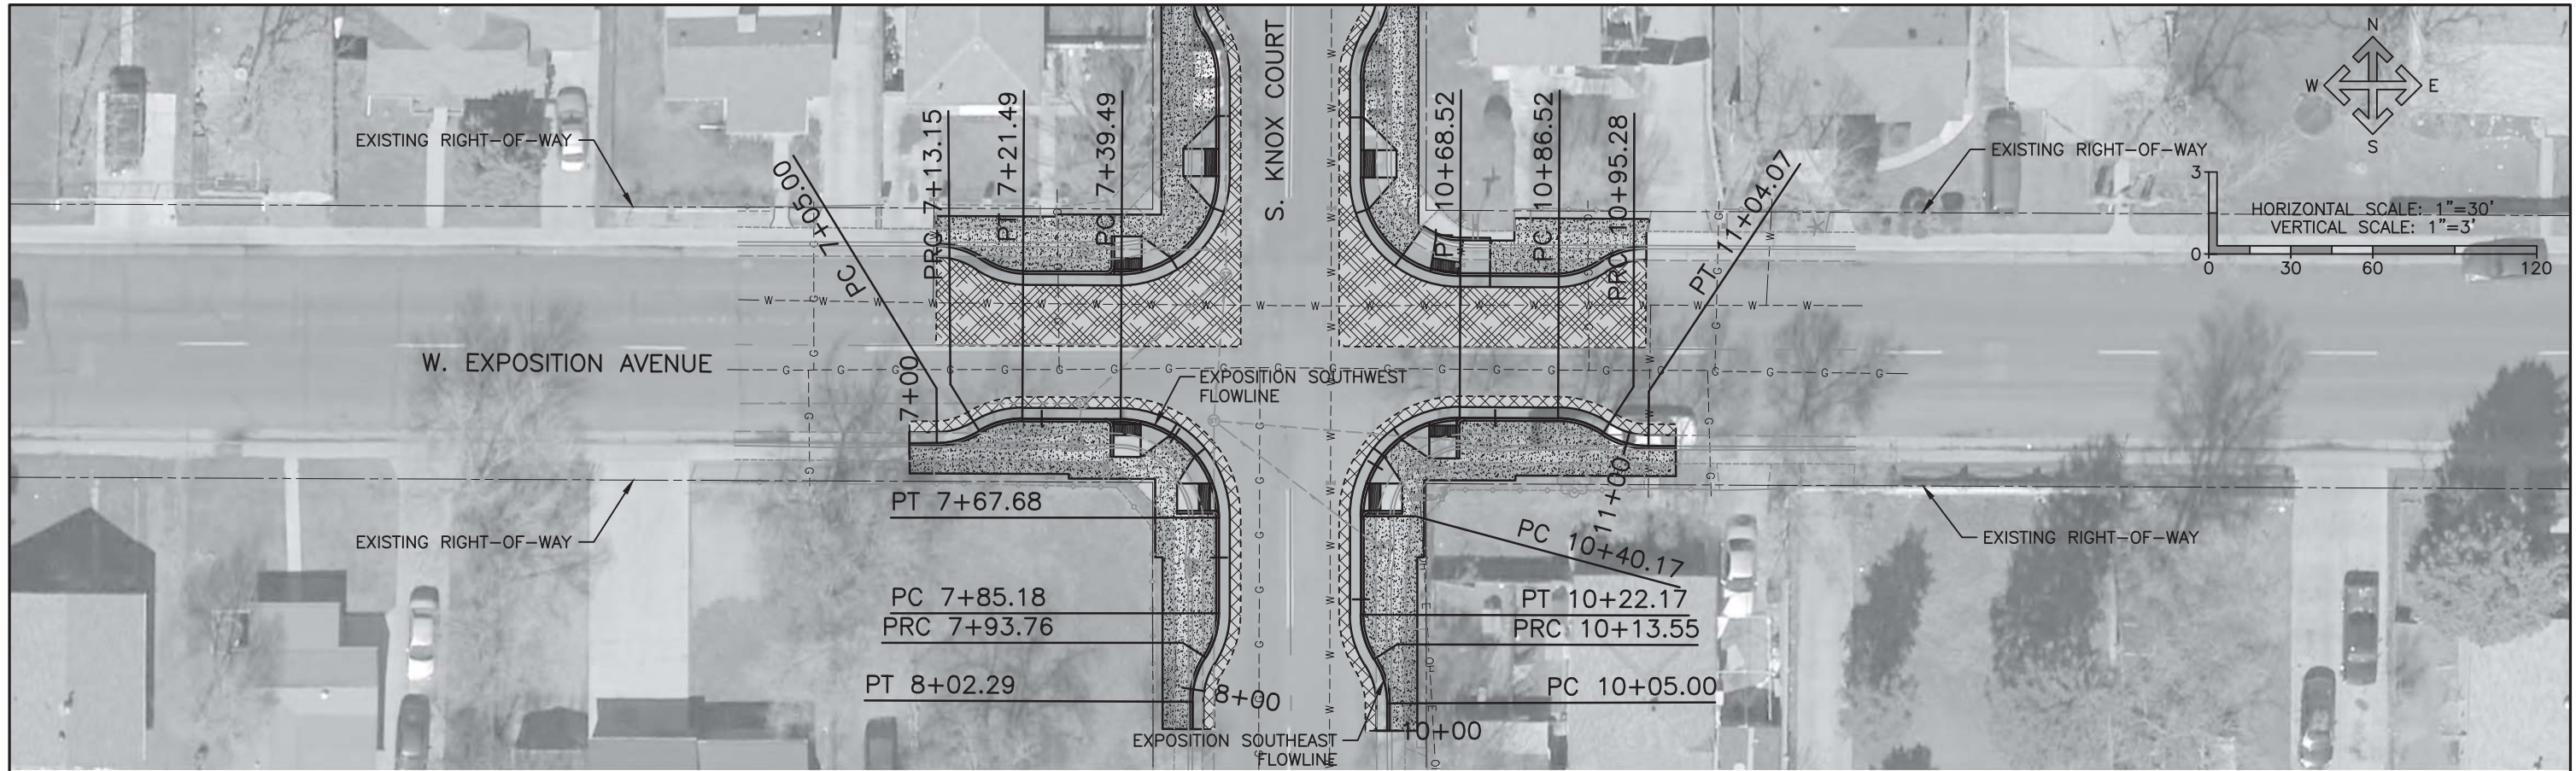 S. KNOX COURT
N
W E
S
EXISTING RIGHT-OF-WAY
EXISTING RIGHT-OF-WAY
3
HORIZONTAL SCALE: 1"=30'
VERTICAL SCALE: 1"=3'
0
0 30 60 120
PC 7+05.00
PRC 7+13.15
PT 7+21.49
PC 7+39.49
PT 10+68.52
PC 10+86.52
PRC 10+95.28
PT 11+04.07
W. EXPOSITION AVENUE
7+00
EXPOSITION SOUTHWEST
FLOWLINE
11+00
PT 7+67.68
PC 10+40.17
EXISTING RIGHT-OF-WAY
EXISTING RIGHT-OF-WAY
PC 7+85.18
PT 10+22.17
PRC 7+93.76
PRC 10+13.55
PT 8+02.29
8+00
PC 10+05.00
10+00
EXPOSITION SOUTHEAST
FLOWLINE